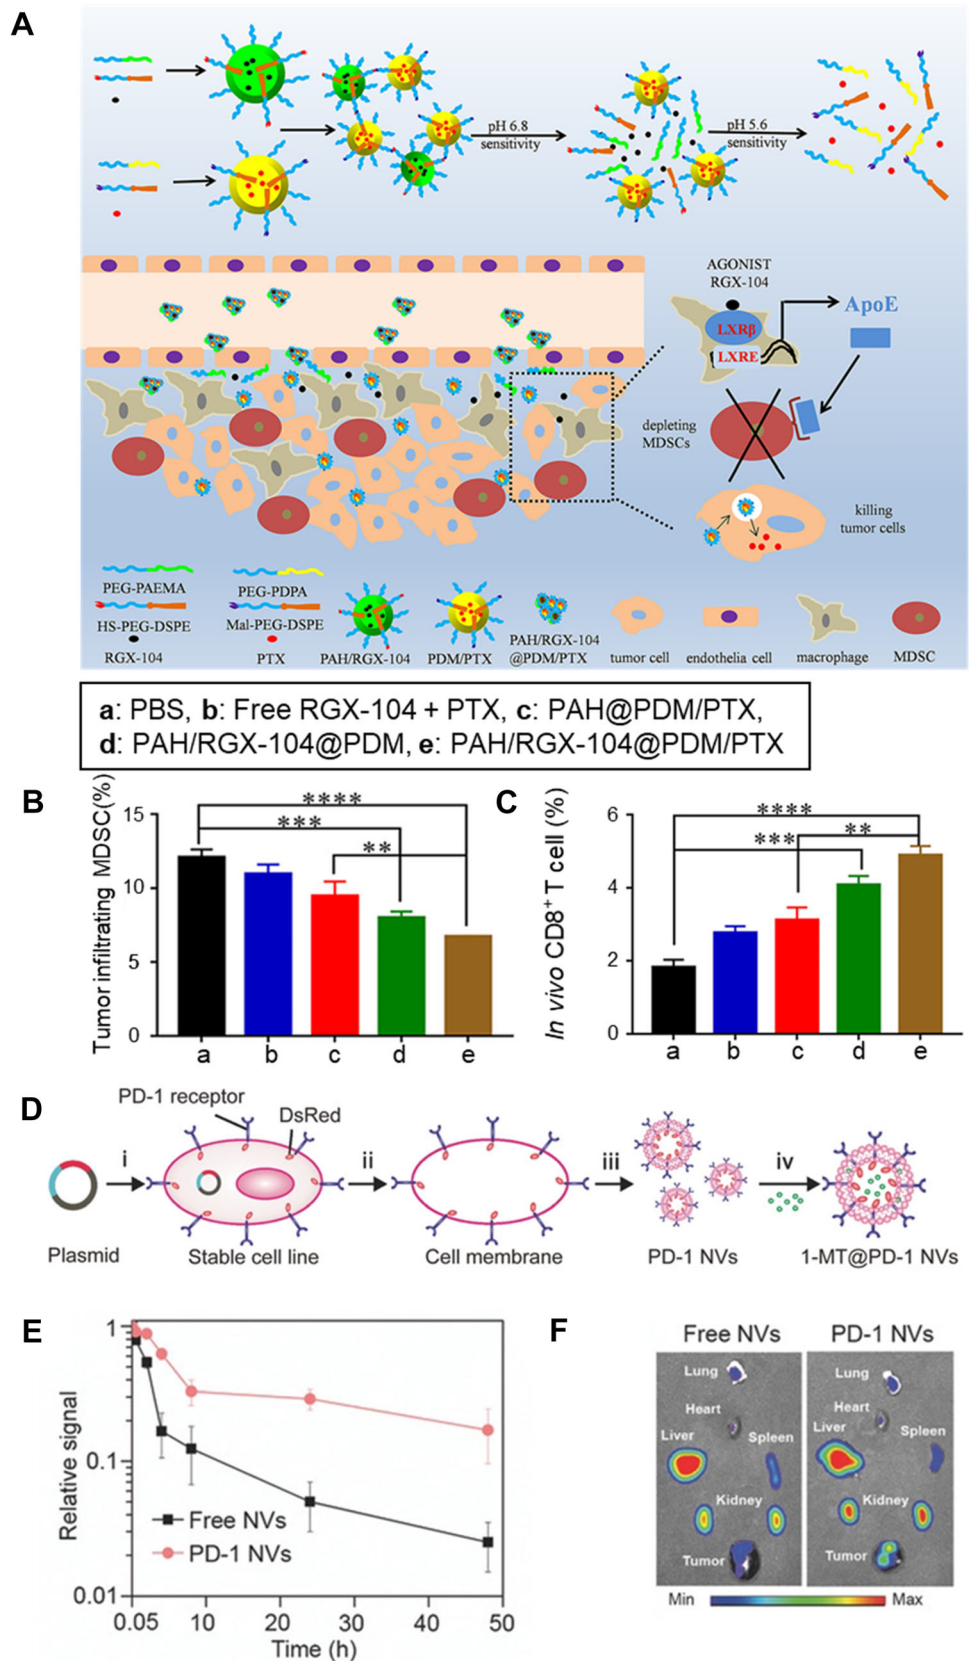 A
pH 6.8
sensitivity
pH 5.6
sensitivity
AGONIST
RGX-104
LXRβ
LXRE
ApoE
depleting
MDSCs
killing
tumor cells
PEG-PAEMA
PEG-PDPA
HS-PEG-DSPE
Mal-PEG-DSPE
RGX-104
PTX
PAH/RGX-104
PDM/PTX
PAH/RGX-104
@PDM/PTX
tumor cell
endothelia cell
macrophage
MDSC
a: PBS, b: Free RGX-104 + PTX, c: PAH@PDM/PTX,
d: PAH/RGX-104@PDM, e: PAH/RGX-104@PDM/PTX
B
Tumor infiltrating MDSC(%)
15
10
5
0
****
***
**
a b c d e
C
In vivo CD8+ T cell (%)
6
4
2
0
****
**
***
a b c d e
D
PD-1 receptor
DsRed
i
ii
iii
iv
Plasmid
Stable cell line
Cell membrane
PD-1 NVs
1-MT@PD-1 NVs
E
Relative signal
1
0.1
0.01
Free NVs
PD-1 NVs
0.05 10 20 30 40 50
Time (h)
F
Free NVs
PD-1 NVs
Lung
Heart
Liver
Spleen
Kidney
Tumor
Lung
Heart
Liver
Spleen
Kidney
Tumor
Min
Max